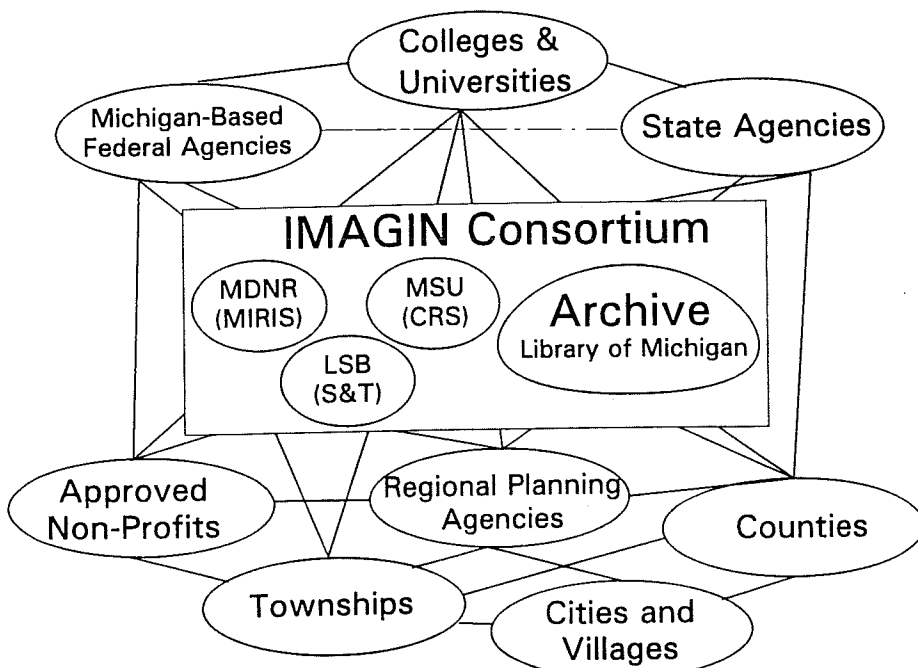 Colleges &
Universities
Michigan-Based
Federal Agencies
State Agencies
IMAGIN Consortium
MDNR
(MIRIS)
MSU
(CRS)
LSB
(S&T)
Archive
Library of Michigan
Approved
Non-Profits
Regional Planning
Agencies
Counties
Townships
Cities and
Villages